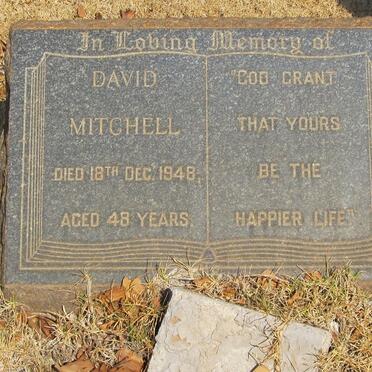 In Loving Memory of
DAVID
MITCHELL
DIED 18TH DEC. 1948.
AGED 48 YEARS.
"GOD GRANT
THAT YOURS
BE THE
HAPPIER LIFE"